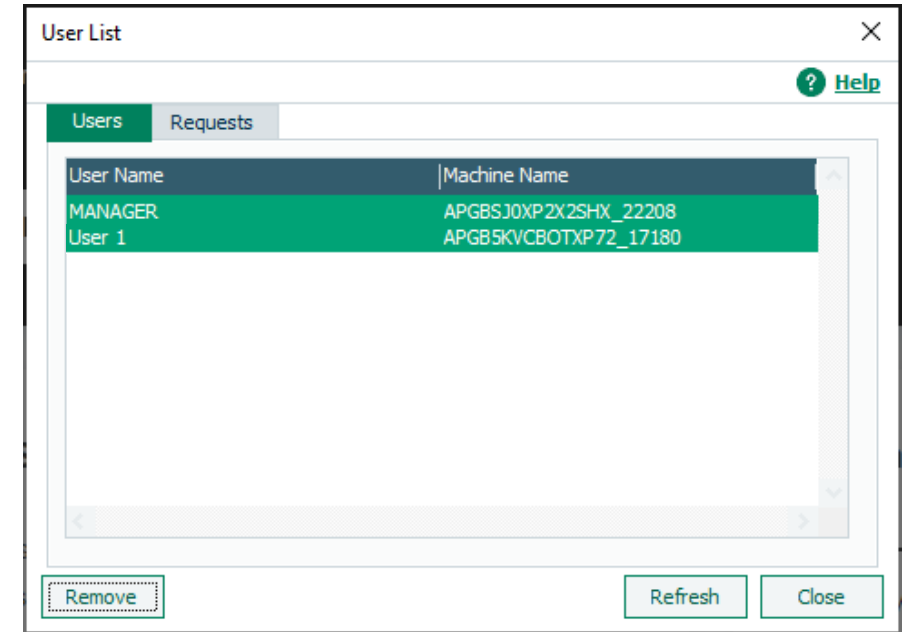 User List
Help
Users Requests
User Name Machine Name
MANAGER APGBSJ0XP2X2SHX_22208
User 1 APGB5KVCBOTXP72_17180
Remove Refresh Close